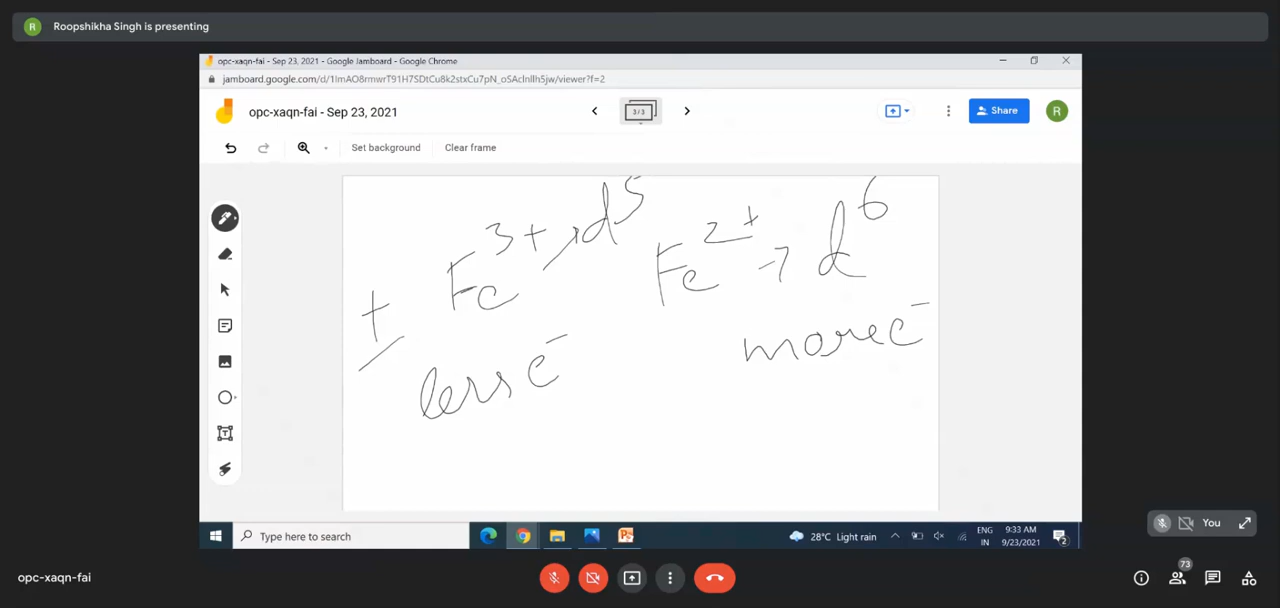 R Roopshikha Singh is presenting
opc-xaqn-fai - Sep 23, 2021 - Google Jamboard - Google Chrome
jamboard.google.com/d/1ImAO8rmwrT91H7SDtCu8k2stxCu7pN_oSAclnllh5jw/viewer?f=2
opc-xaqn-fai - Sep 23, 2021
3/3
Share
R
Set background
Clear frame
Fe³⁺ → d⁵
Fe²⁺ → d⁶
+
less e⁻
more e⁻
Type here to search
28°C Light rain
ENG
IN
9:33 AM
9/23/2021
2
You
opc-xaqn-fai
73